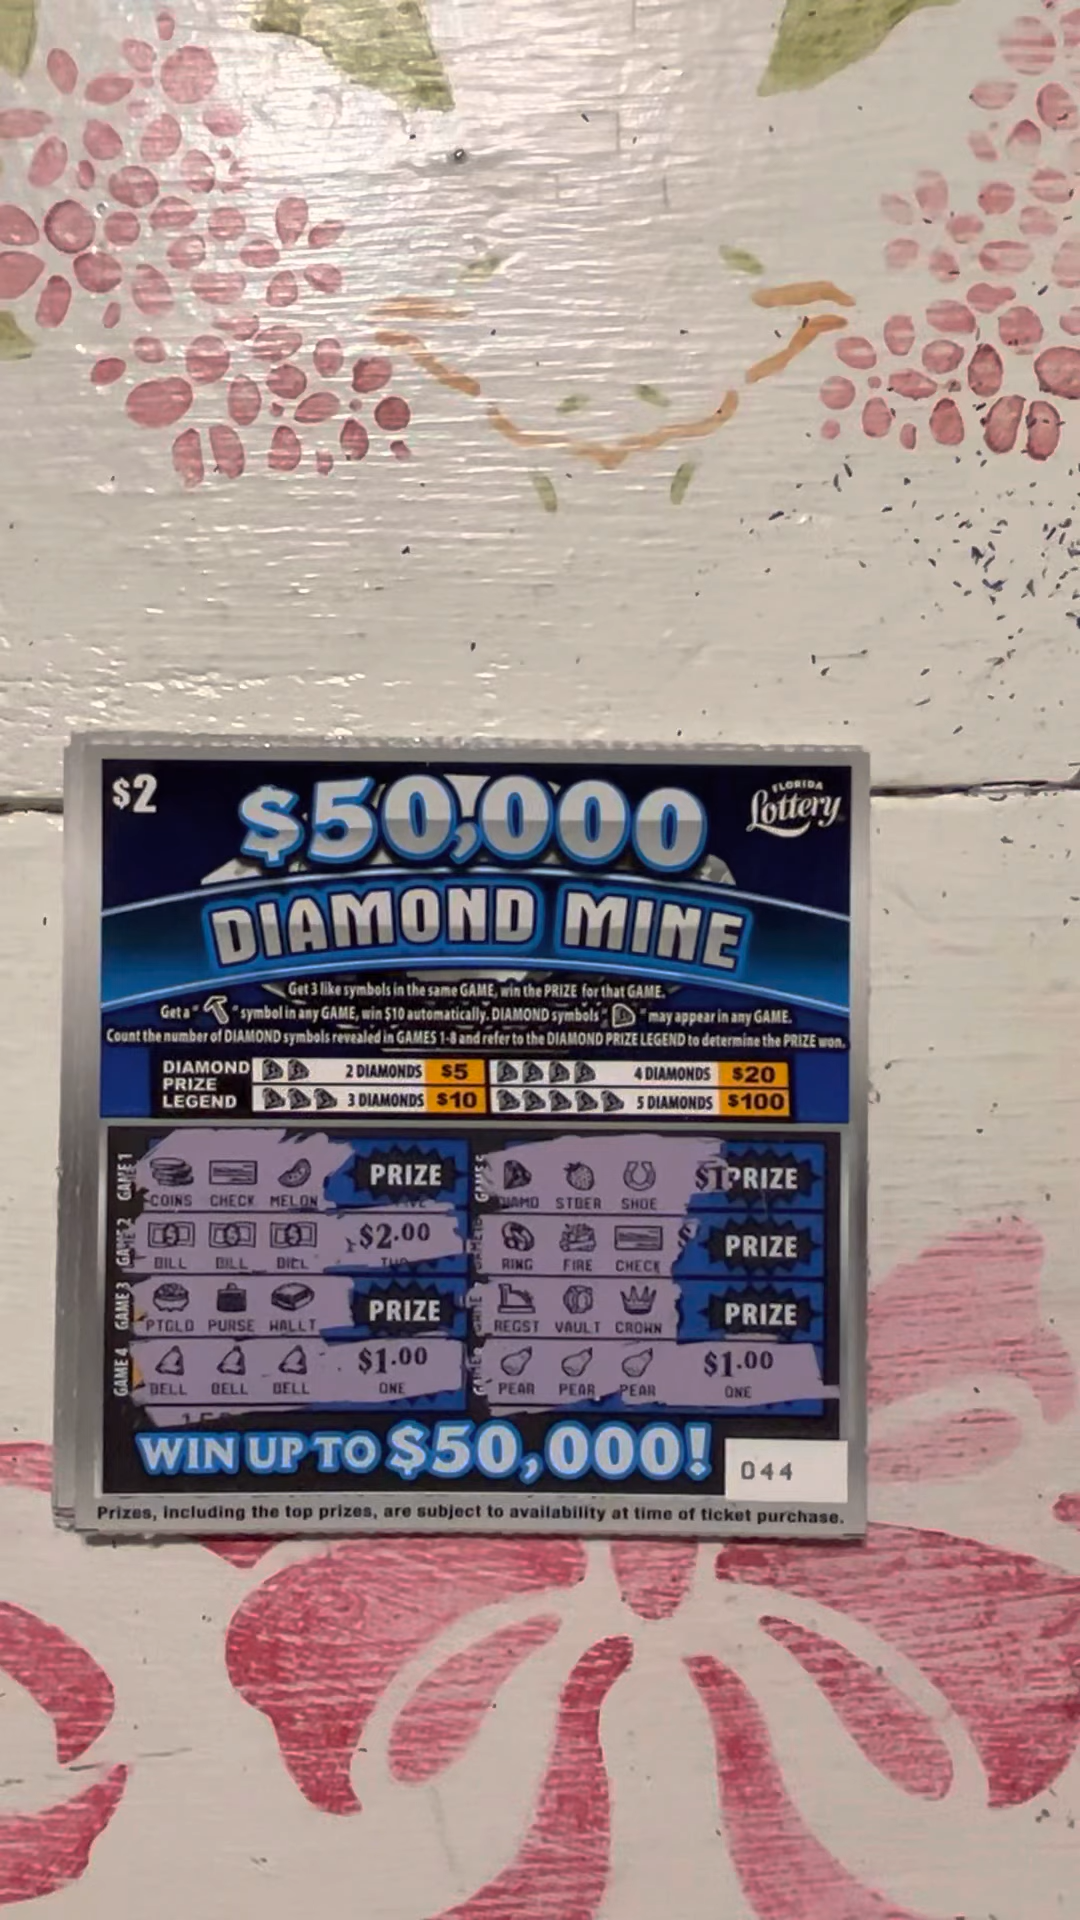 $2
$50,000
FLORIDA
Lottery
DIAMOND MINE
Get 3 like symbols in the same GAME, win the PRIZE for that GAME.
Get a " " symbol in any GAME, win $10 automatically. DIAMOND symbols " " may appear in any GAME.
Count the number of DIAMOND symbols revealed in GAMES 1-8 and refer to the DIAMOND PRIZE LEGEND to determine the PRIZE won.
DIAMOND
PRIZE
LEGEND
2 DIAMONDS $5
3 DIAMONDS $10
4 DIAMONDS $20
5 DIAMONDS $100
GAME 1
COINS CHECK MELON
PRIZE
GAME 2
BILL BILL BILL
$2.00
GAME 3
PTGLD PURSE WALLT
PRIZE
GAME 4
BELL BELL BELL
$1.00
ONE
STBER SHOE
PRIZE
RING FIRE CHECK
PRIZE
REGST VAULT CROWN
PRIZE
PEAR PEAR PEAR
$1.00
ONE
WIN UP TO $50,000!
044
Prizes, including the top prizes, are subject to availability at time of ticket purchase.